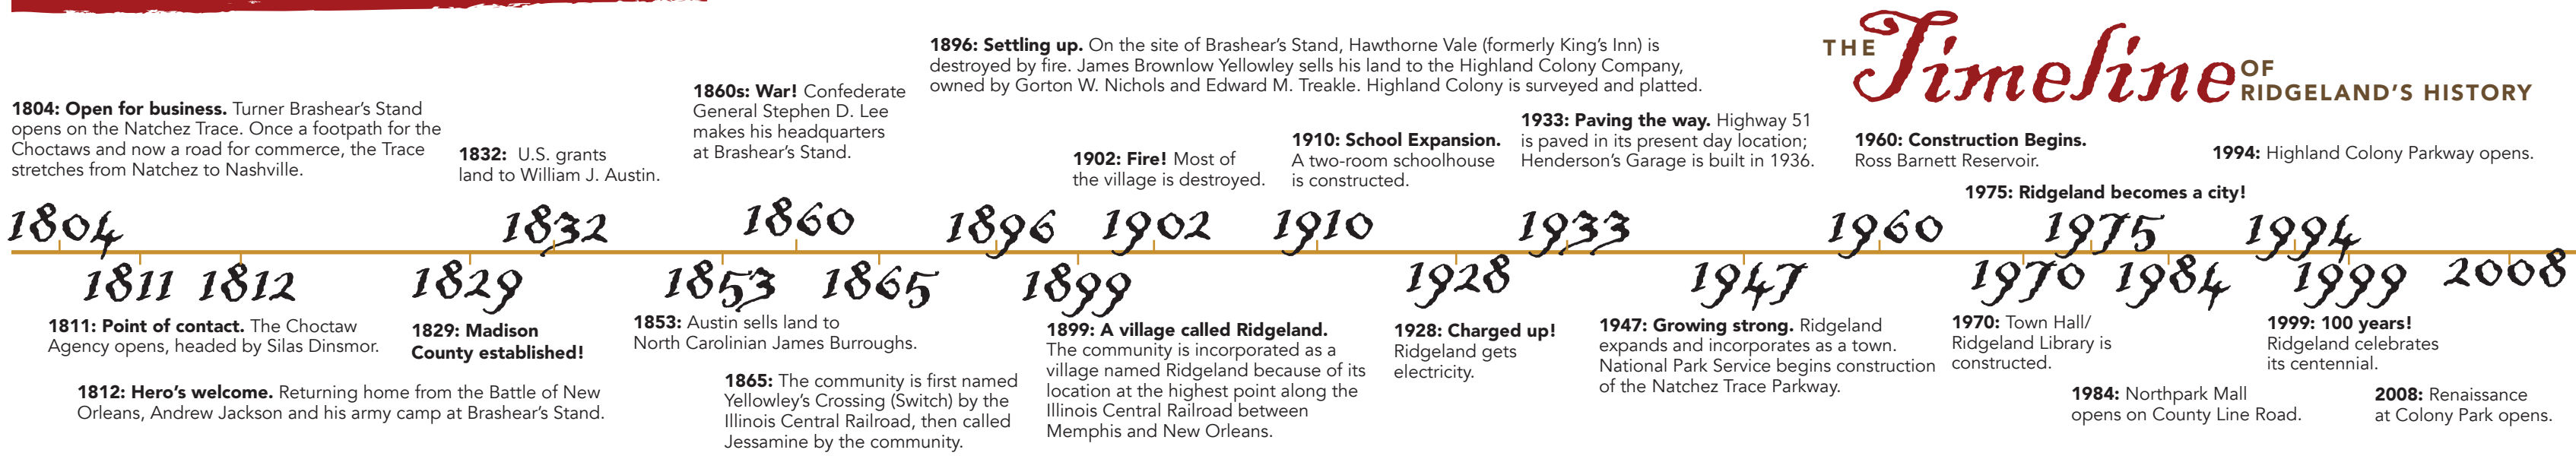 THE Timeline OF
RIDGELAND'S HISTORY
1804: Open for business. Turner Brashear's Stand
opens on the Natchez Trace. Once a footpath for the
Choctaws and now a road for commerce, the Trace
stretches from Natchez to Nashville.
1832: U.S. grants
land to William J. Austin.
1860s: War! Confederate
General Stephen D. Lee
makes his headquarters
at Brashear's Stand.
1896: Settling up. On the site of Brashear's Stand, Hawthorne Vale (formerly King's Inn) is
destroyed by fire. James Brownlow Yellowley sells his land to the Highland Colony Company,
owned by Gorton W. Nichols and Edward M. Treakle. Highland Colony is surveyed and platted.
1902: Fire! Most of
the village is destroyed.
1910: School Expansion.
A two-room schoolhouse
is constructed.
1933: Paving the way. Highway 51
is paved in its present day location;
Henderson's Garage is built in 1936.
1960: Construction Begins.
Ross Barnett Reservoir.
1975: Ridgeland becomes a city!
1994: Highland Colony Parkway opens.
1804 1832 1860 1896 1902 1910 1933 1960 1975 1994
1811 1812 1829 1853 1865 1899 1928 1947 1970 1984 1999 2008
1811: Point of contact. The Choctaw
Agency opens, headed by Silas Dinsmor.
1812: Hero's welcome. Returning home from the Battle of New
Orleans, Andrew Jackson and his army camp at Brashear's Stand.
1829: Madison
County established!
1853: Austin sells land to
North Carolinian James Burroughs.
1865: The community is first named
Yellowley's Crossing (Switch) by the
Illinois Central Railroad, then called
Jessamine by the community.
1899: A village called Ridgeland.
The community is incorporated as a
village named Ridgeland because of its
location at the highest point along the
Illinois Central Railroad between
Memphis and New Orleans.
1928: Charged up!
Ridgeland gets
electricity.
1947: Growing strong. Ridgeland
expands and incorporates as a town.
National Park Service begins construction
of the Natchez Trace Parkway.
1970: Town Hall/
Ridgeland Library is
constructed.
1984: Northpark Mall
opens on County Line Road.
1999: 100 years!
Ridgeland celebrates
its centennial.
2008: Renaissance
at Colony Park opens.